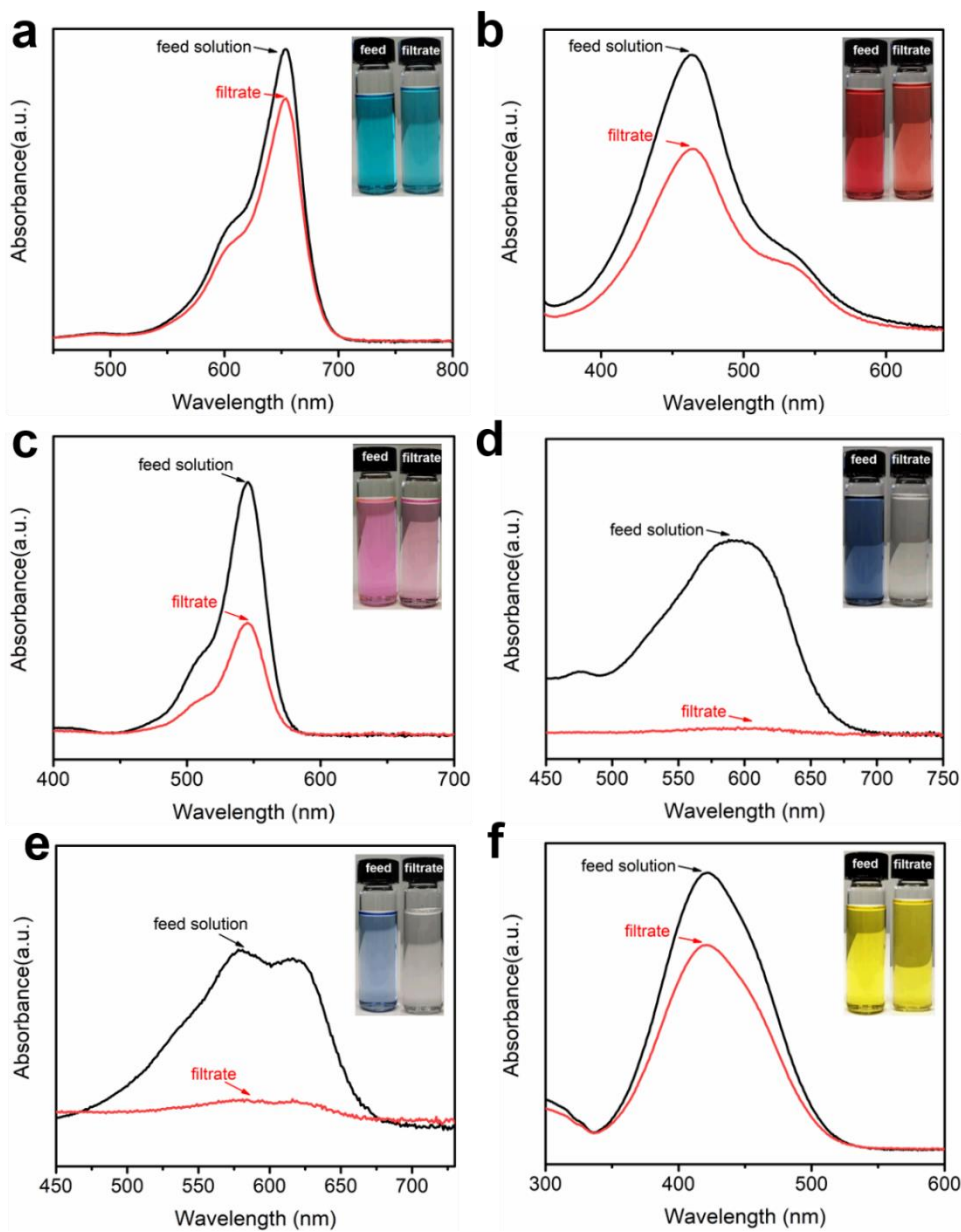 a
feed solution
filtrate
feed filtrate
Absorbance(a.u.)
500 600 700 800
Wavelength (nm)
b
feed solution
filtrate
feed filtrate
Absorbance(a.u.)
400 500 600
Wavelength (nm)
c
feed solution
filtrate
feed filtrate
Absorbance(a.u.)
400 500 600 700
Wavelength (nm)
d
feed solution
filtrate
feed filtrate
Absorbance(a.u.)
450 500 550 600 650 700 750
Wavelength (nm)
e
feed solution
filtrate
feed filtrate
Absorbance(a.u.)
450 500 550 600 650 700
Wavelength (nm)
f
feed solution
filtrate
feed filtrate
Absorbance(a.u.)
300 400 500 600
Wavelength (nm)